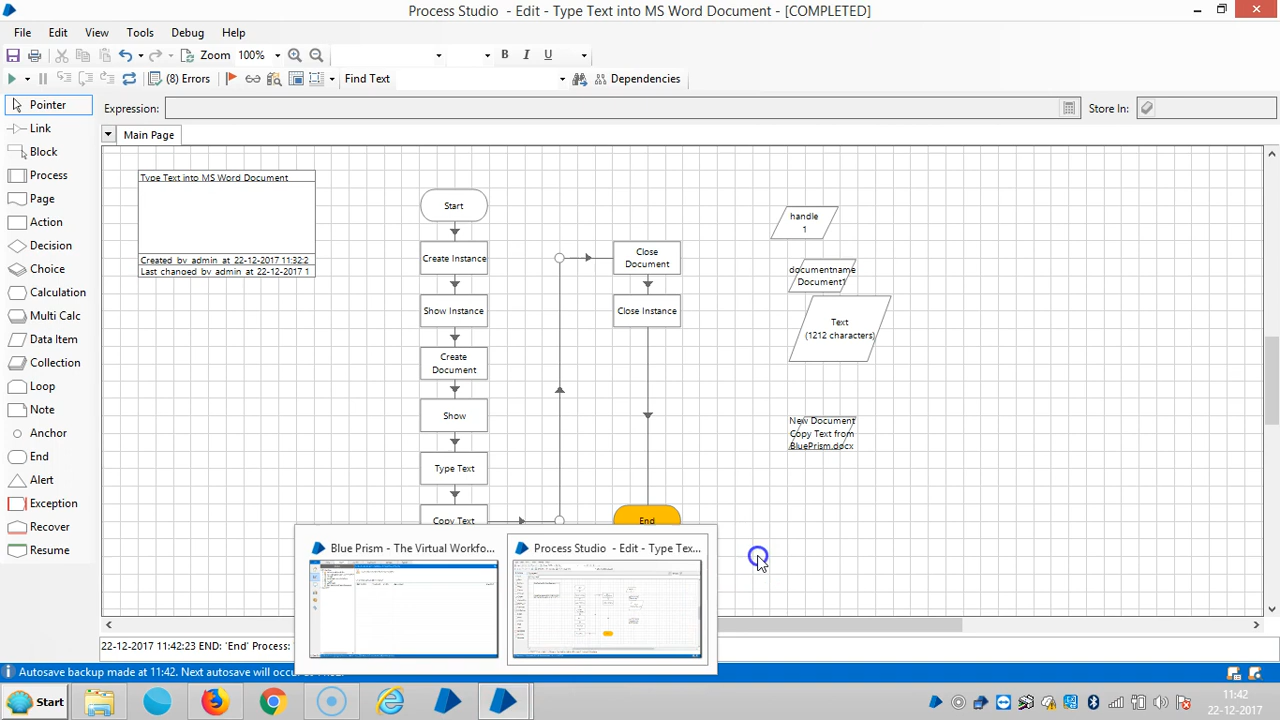 Process Studio - Edit - Type Text into MS Word Document - [COMPLETED]
File Edit View Tools Debug Help
Zoom 100% B I U
(8) Errors Find Text Dependencies
Pointer
Expression: Store In:
Link
Main Page
Block
Process
Page
Action
Decision
Choice
Calculation
Multi Calc
Data Item
Collection
Loop
Note
Anchor
End
Alert
Exception
Recover
Resume
Type Text into MS Word Document
Created by admin at 22-12-2017 11:32:2
Last changed by admin at 22-12-2017 1
Start
Create Instance
Show Instance
Create
Document
Show
Type Text
Copy Text
Close
Document
Close Instance
End
handle
1
documentname
Document1
Text
(1212 characters)
New Document
Copy Text from
BluePrism.docx
Blue Prism - The Virtual Workfo...
Process Studio - Edit - Type Tex...
22-12-2017 11:42:23 END: 'End' Process:
Autosave backup made at 11:42. Next autosave will occur
Start
11:42
22-12-2017